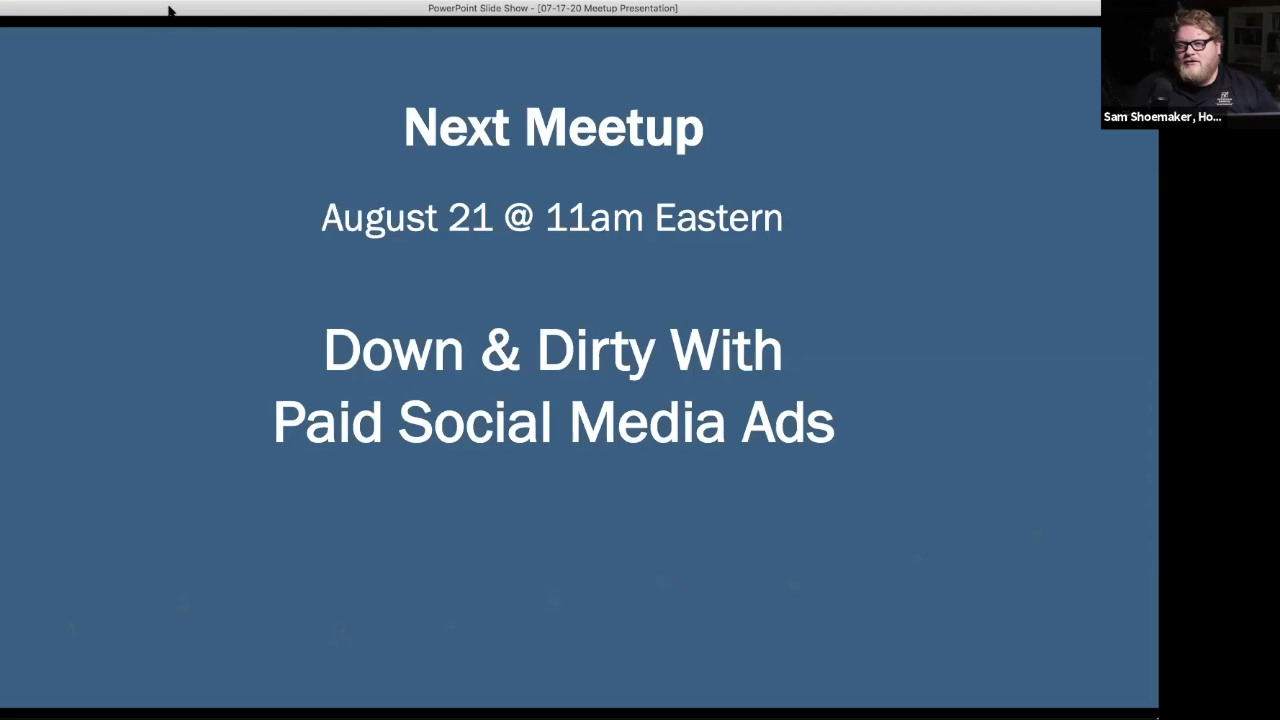 PowerPoint Slide Show - [07-17-20 Meetup Presentation]
Sam Shoemaker, Ho...
Next Meetup
August 21 @ 11am Eastern
Down & Dirty With
Paid Social Media Ads